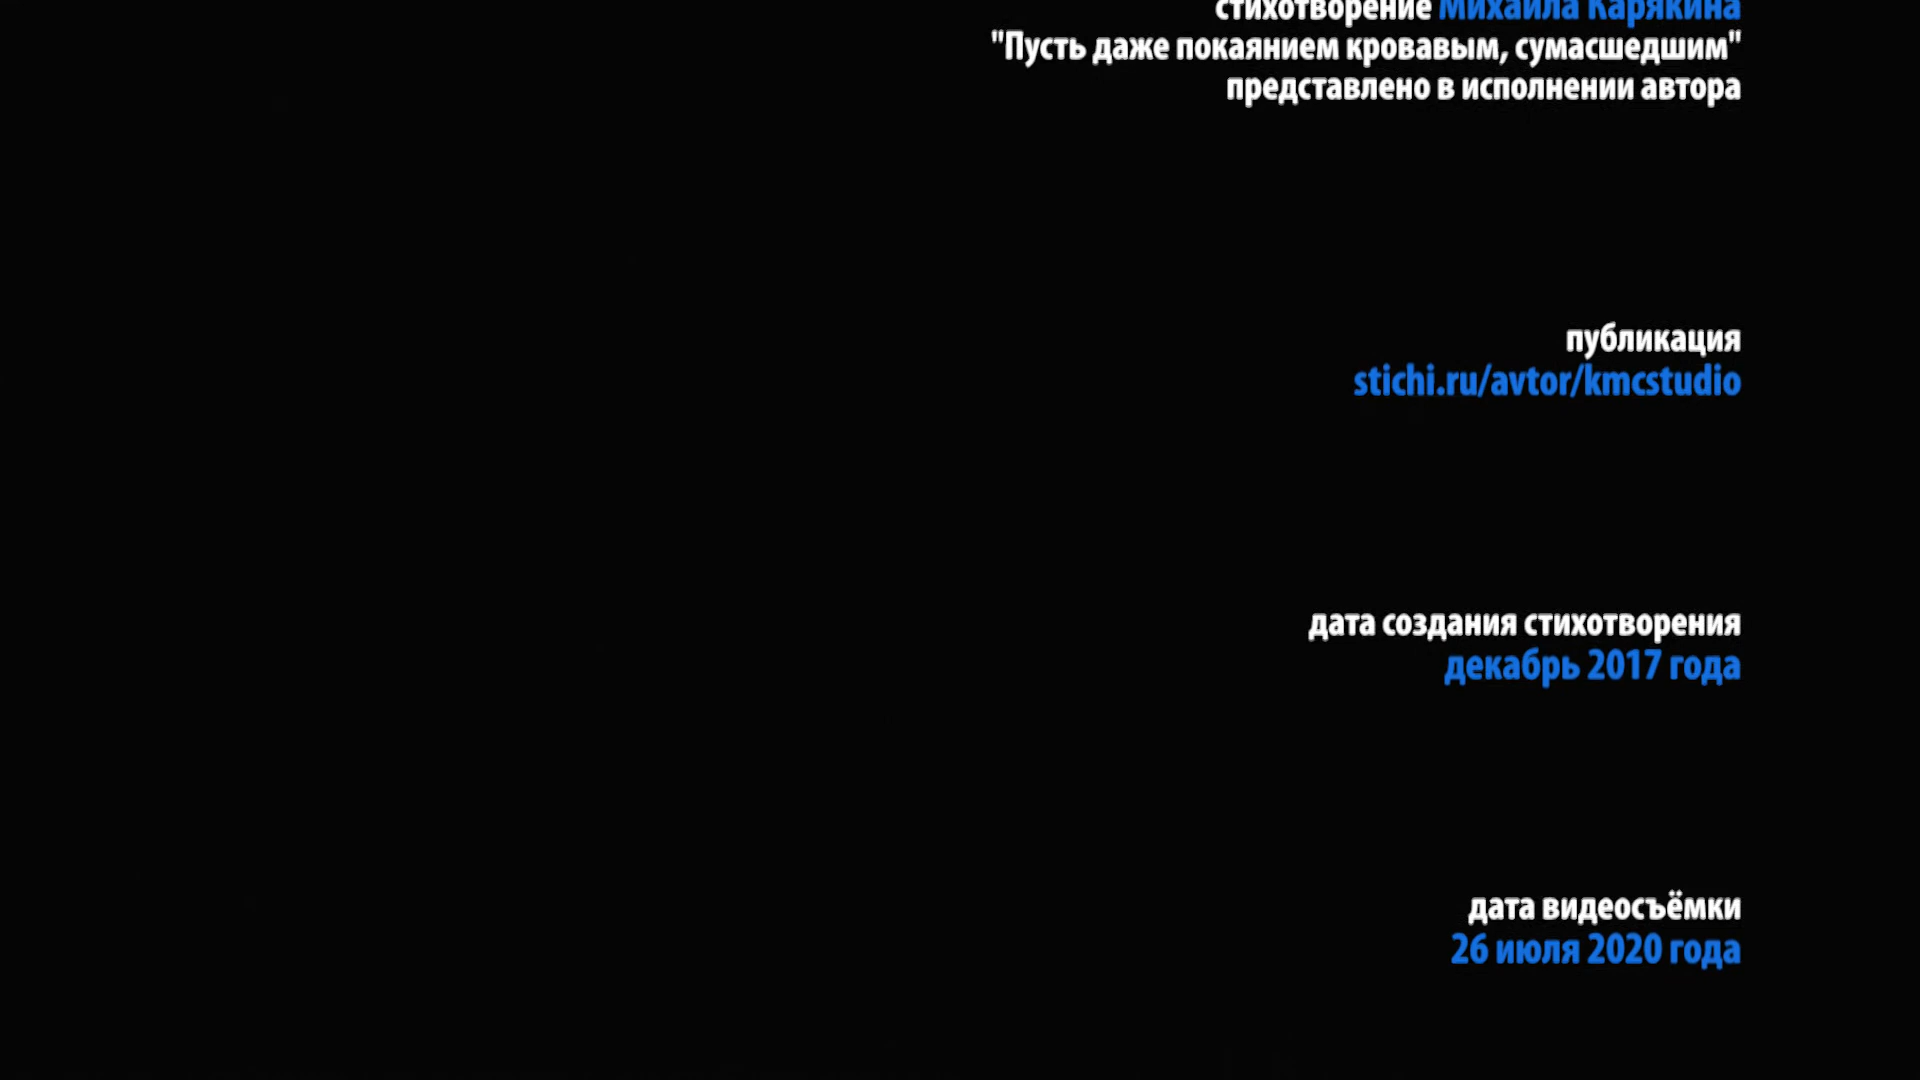 стихотворение Михаила Карякина
"Пусть даже покаянием кровавым, сумасшедшим"
представлено в исполнении автора
публикация
stichi.ru/avtor/kmcstudio
дата создания стихотворения
декабрь 2017 года
дата видеосъёмки
26 июля 2020 года